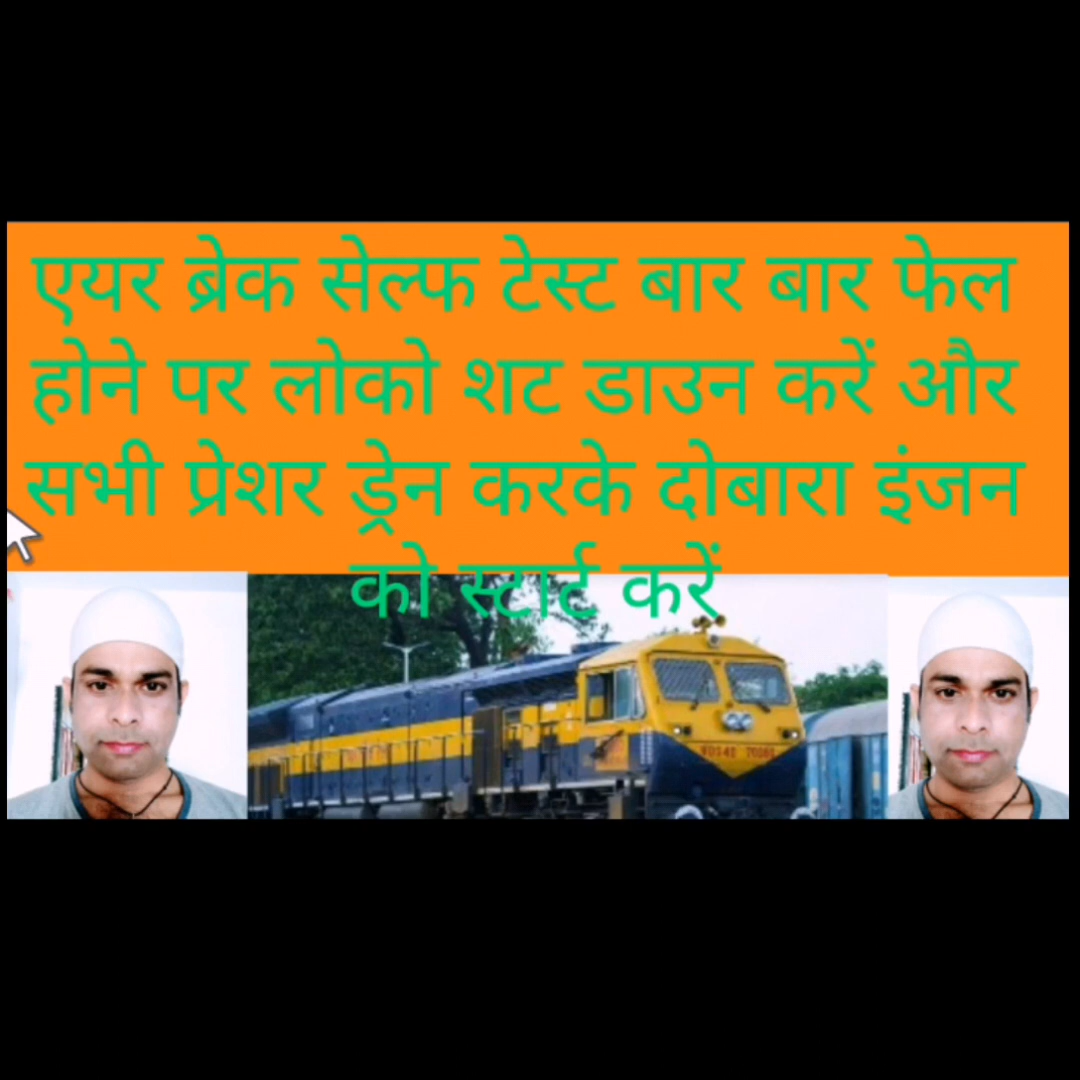 एयर ब्रेक सेल्फ टेस्ट बार बार फेल
होने पर लोको शट डाउन करें और
सभी प्रेशर ड्रेन करके दोबारा इंजन
को स्टार्ट करें